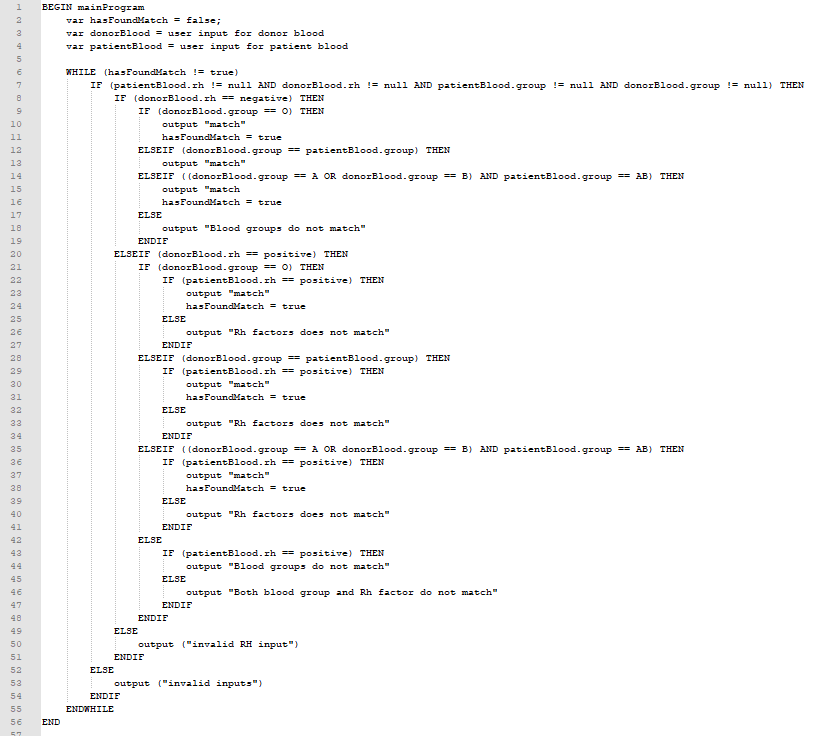 1 BEGIN mainProgram
2 var hasFoundMatch = false;
3 var donorBlood = user input for donor blood
4 var patientBlood = user input for patient blood
5
6 WHILE (hasFoundMatch != true)
7 IF (patientBlood.rh != null AND donorBlood.rh != null AND patientBlood.group != null AND donorBlood.group != null) THEN
8 IF (donorBlood.rh == negative) THEN
9 IF (donorBlood.group == O) THEN
10 output "match"
11 hasFoundMatch = true
12 ELSEIF (donorBlood.group == patientBlood.group) THEN
13 output "match"
14 ELSEIF ((donorBlood.group == A OR donorBlood.group == B) AND patientBlood.group == AB) THEN
15 output "match
16 hasFoundMatch = true
17 ELSE
18 output "Blood groups do not match"
19 ENDIF
20 ELSEIF (donorBlood.rh == positive) THEN
21 IF (donorBlood.group == O) THEN
22 IF (patientBlood.rh == positive) THEN
23 output "match"
24 hasFoundMatch = true
25 ELSE
26 output "Rh factors does not match"
27 ENDIF
28 ELSEIF (donorBlood.group == patientBlood.group) THEN
29 IF (patientBlood.rh == positive) THEN
30 output "match"
31 hasFoundMatch = true
32 ELSE
33 output "Rh factors does not match"
34 ENDIF
35 ELSEIF ((donorBlood.group == A OR donorBlood.group == B) AND patientBlood.group == AB) THEN
36 IF (patientBlood.rh == positive) THEN
37 output "match"
38 hasFoundMatch = true
39 ELSE
40 output "Rh factors does not match"
41 ENDIF
42 ELSE
43 IF (patientBlood.rh == positive) THEN
44 output "Blood groups do not match"
45 ELSE
46 output "Both blood group and Rh factor do not match"
47 ENDIF
48 ENDIF
49 ELSE
50 output ("invalid RH input")
51 ENDIF
52 ELSE
53 output ("invalid inputs")
54 ENDIF
55 ENDWHILE
56 END
57